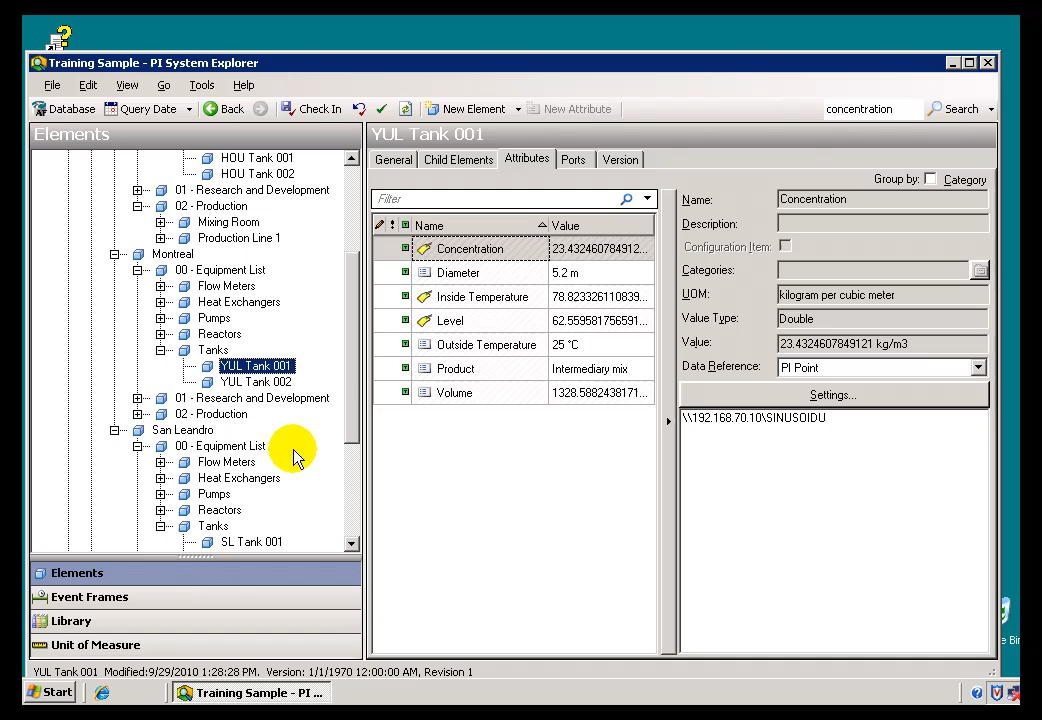 Training Sample - PI System Explorer
File Edit View Go Tools Help
Database Query Date Back Check In New Element New Attribute concentration Search
Elements
HOU Tank 001
HOU Tank 002
01 - Research and Development
02 - Production
Mixing Room
Production Line 1
Montreal
00 - Equipment List
Flow Meters
Heat Exchangers
Pumps
Reactors
Tanks
YUL Tank 001
YUL Tank 002
01 - Research and Development
02 - Production
San Leandro
00 - Equipment List
Flow Meters
Heat Exchangers
Pumps
Reactors
Tanks
SL Tank 001
Elements
Event Frames
Library
Unit of Measure
YUL Tank 001
General Child Elements Attributes Ports Version
Group by: Category
Filter
Name Value
Concentration 23.432460784912...
Diameter 5.2 m
Inside Temperature 78.823326110839...
Level 62.559581756591...
Outside Temperature 25 °C
Product Intermediary mix
Volume 1328.5882438171...
Name: Concentration
Description:
Configuration Item:
Categories:
UOM: kilogram per cubic meter
Value Type: Double
Value: 23.4324607849121 kg/m3
Data Reference: PI Point
Settings...
\\192.168.70.10\SINUSOIDU
YUL Tank 001 Modified:9/29/2010 1:28:28 PM. Version: 1/1/1970 12:00:00 AM, Revision 1
Start Training Sample - PI ...